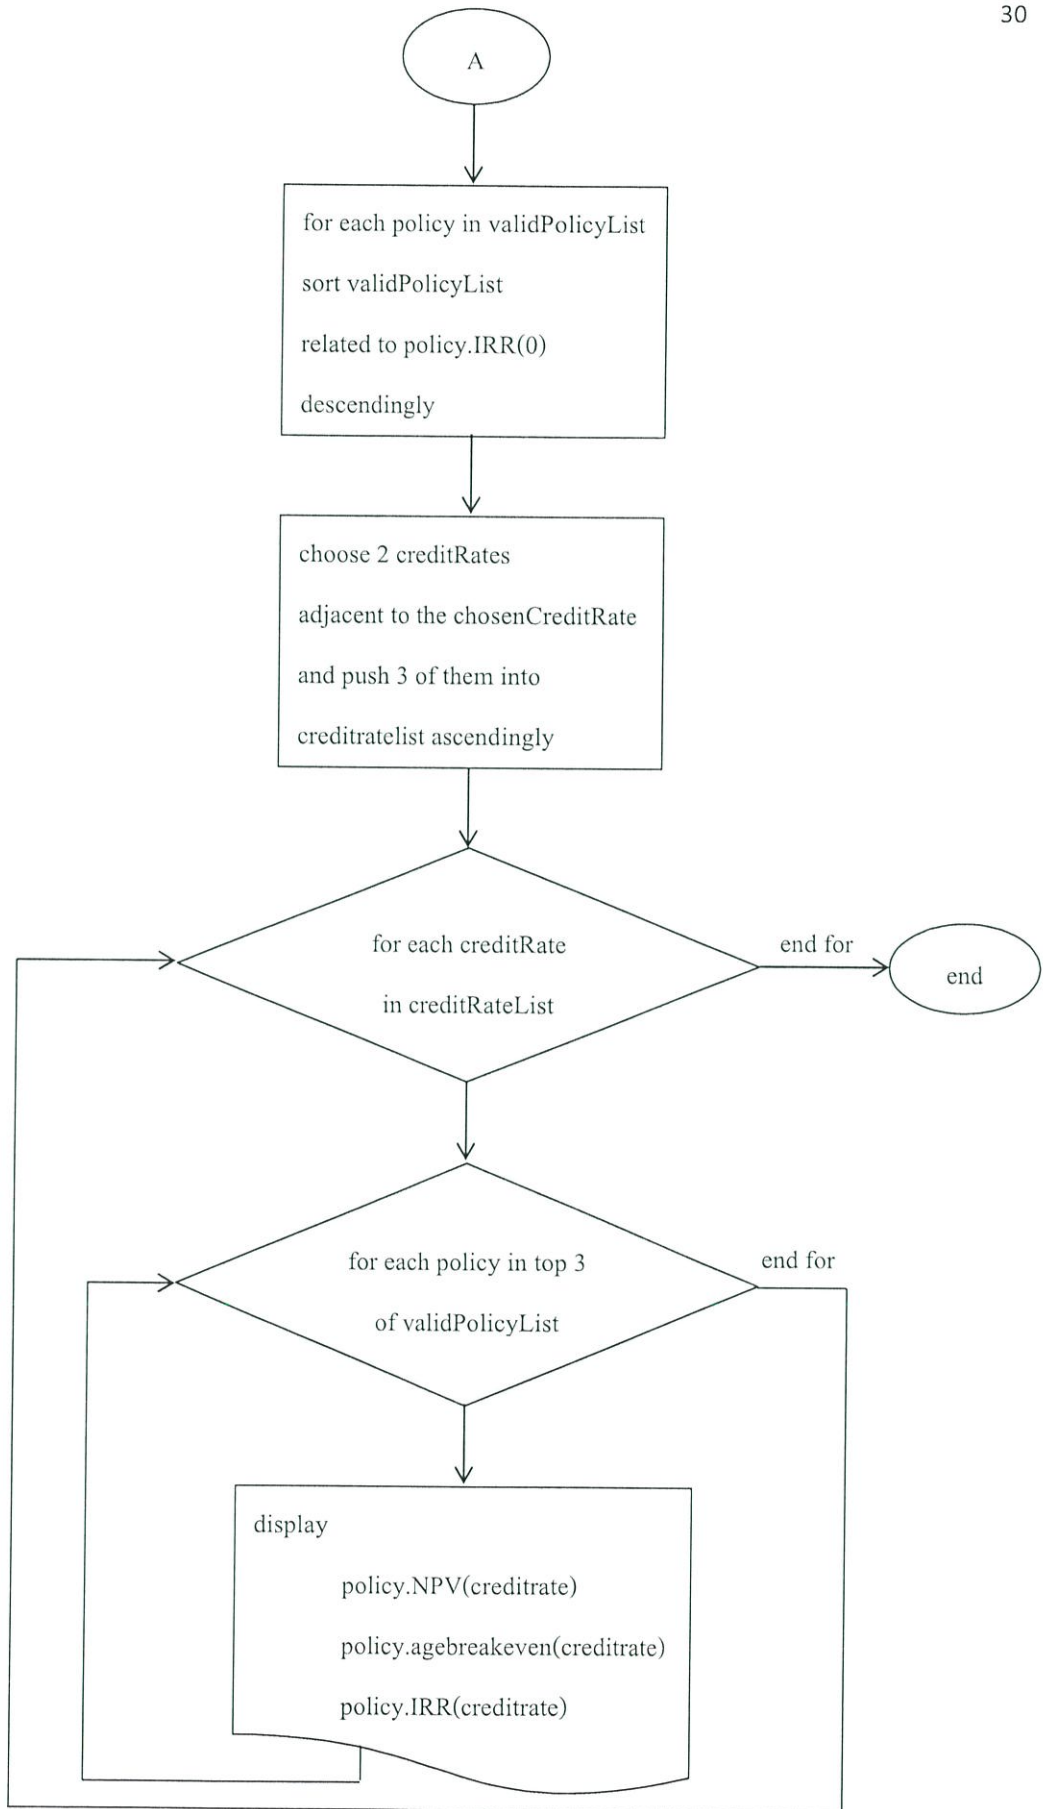 30
A
for each policy in validPolicyList
sort validPolicyList
related to policy.IRR(0)
descendingly
choose 2 creditRates
adjacent to the chosenCreditRate
and push 3 of them into
creditratelist ascendingly
for each creditRate
in creditRateList
end for
end
for each policy in top 3
of validPolicyList
end for
display
policy.NPV(creditrate)
policy.agebreakeven(creditrate)
policy.IRR(creditrate)